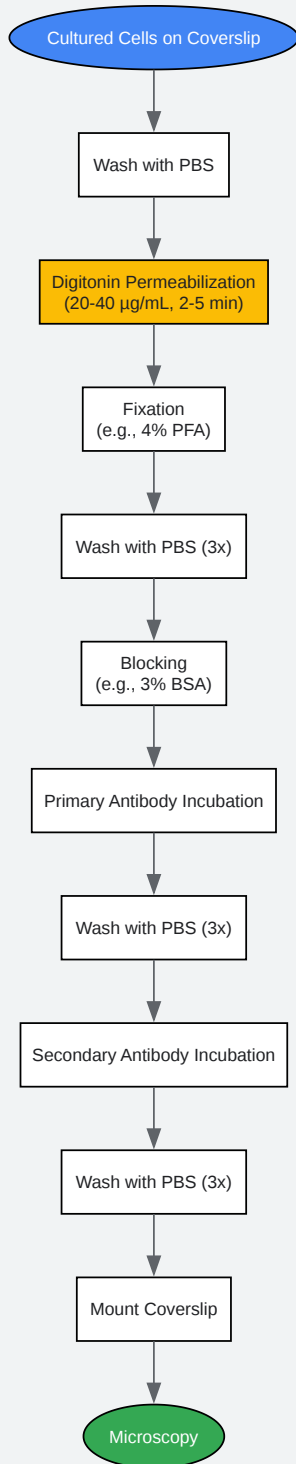 Cultured Cells on Coverslip
Wash with PBS
Digitonin Permeabilization
(20-40 µg/mL, 2-5 min)
Fixation
(e.g., 4% PFA)
Wash with PBS (3x)
Blocking
(e.g., 3% BSA)
Primary Antibody Incubation
Wash with PBS (3x)
Secondary Antibody Incubation
Wash with PBS (3x)
Mount Coverslip
Microscopy